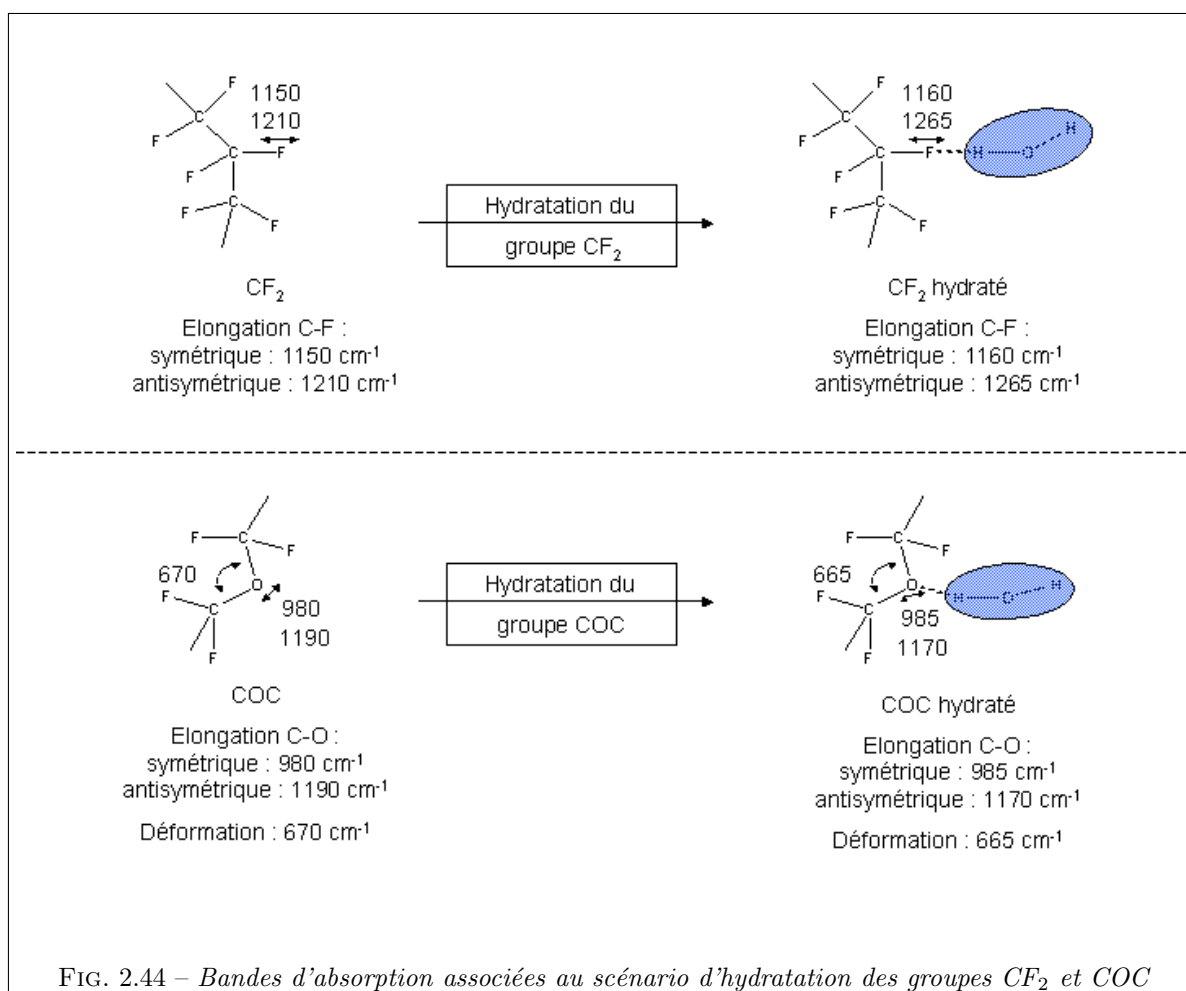 F
1150
C
1210
F
C
F
F
F
C
F
CF₂
Elongation C-F :
symétrique : 1150 cm⁻¹
antisymétrique : 1210 cm⁻¹
Hydratation du
groupe CF₂
F
1160
C
1265
H
F
C
F
H
O
F
F
C
F
CF₂ hydraté
Elongation C-F :
symétrique : 1160 cm⁻¹
antisymétrique : 1265 cm⁻¹
F
C
F
670
O
F
C
980
1190
F
COC
Elongation C-O :
symétrique : 980 cm⁻¹
antisymétrique : 1190 cm⁻¹
Déformation : 670 cm⁻¹
Hydratation du
groupe COC
F
C
F
665
O
H
O
H
F
C
985
1170
F
COC hydraté
Elongation C-O :
symétrique : 985 cm⁻¹
antisymétrique : 1170 cm⁻¹
Déformation : 665 cm⁻¹
FIG. 2.44 – Bandes d'absorption associées au scénario d'hydratation des groupes CF₂ et COC